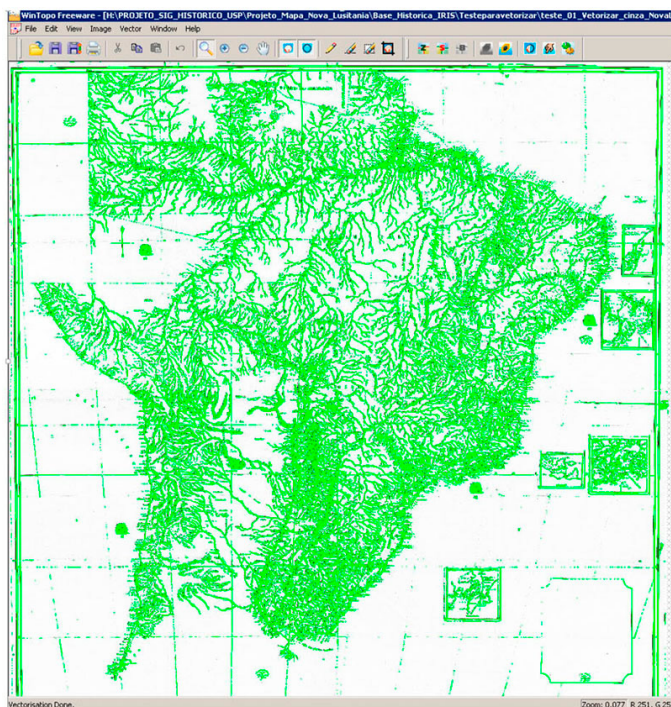 WinTopo Freeware - [H:\PROJETO_SIG_HISTORICO_USP\Projeto_Mapa_Nova_Lusitania\Base_Historica_IRIS\Testeparavetorizar\teste_01_Vetorizar_cinza_Nova
File Edit View Image Vector Window Help
Vectorisation Done. Zoom: 0.077 R 251, G 25